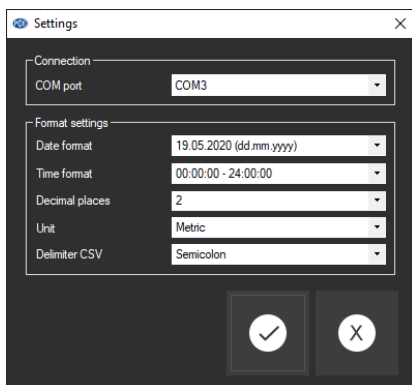 Settings
Connection
COM port COM3
Format settings
Date format 19.05.2020 (dd.mm.yyyy)
Time format 00:00:00 - 24:00:00
Decimal places 2
Unit Metric
Delimiter CSV Semicolon
X